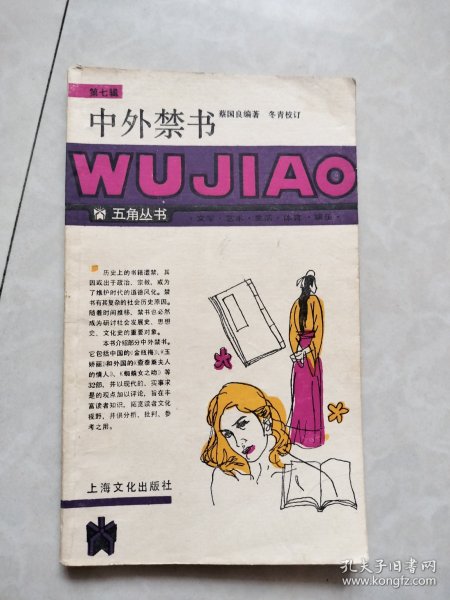 第七辑
中外禁书 蔡国良编著 冬青校订
WUJIAO
五角丛书 ·文学·艺术·生活·体育·娱乐·
历史上的书籍遭禁，其
因或出于政治、宗教，或为
了维护时代的道德风化。禁
书有其复杂的社会历史原因。
随着时间推移，禁书也必然
成为研讨社会发展史、思想
史、文化史的重要对象。
本书介绍部分中外禁书。
它包括中国的《金瓶梅》、《玉
娇丽》和外国的《查泰莱夫人
的情人》、《蜘蛛女之吻》等
32部，并以现代的、实事求
是的观点加以评论，旨在丰
富读者知识，拓宽读者文化
视野，并供分析、批判、参
考之用。
上海文化出版社
孔夫子旧书网
www.kongfz.com